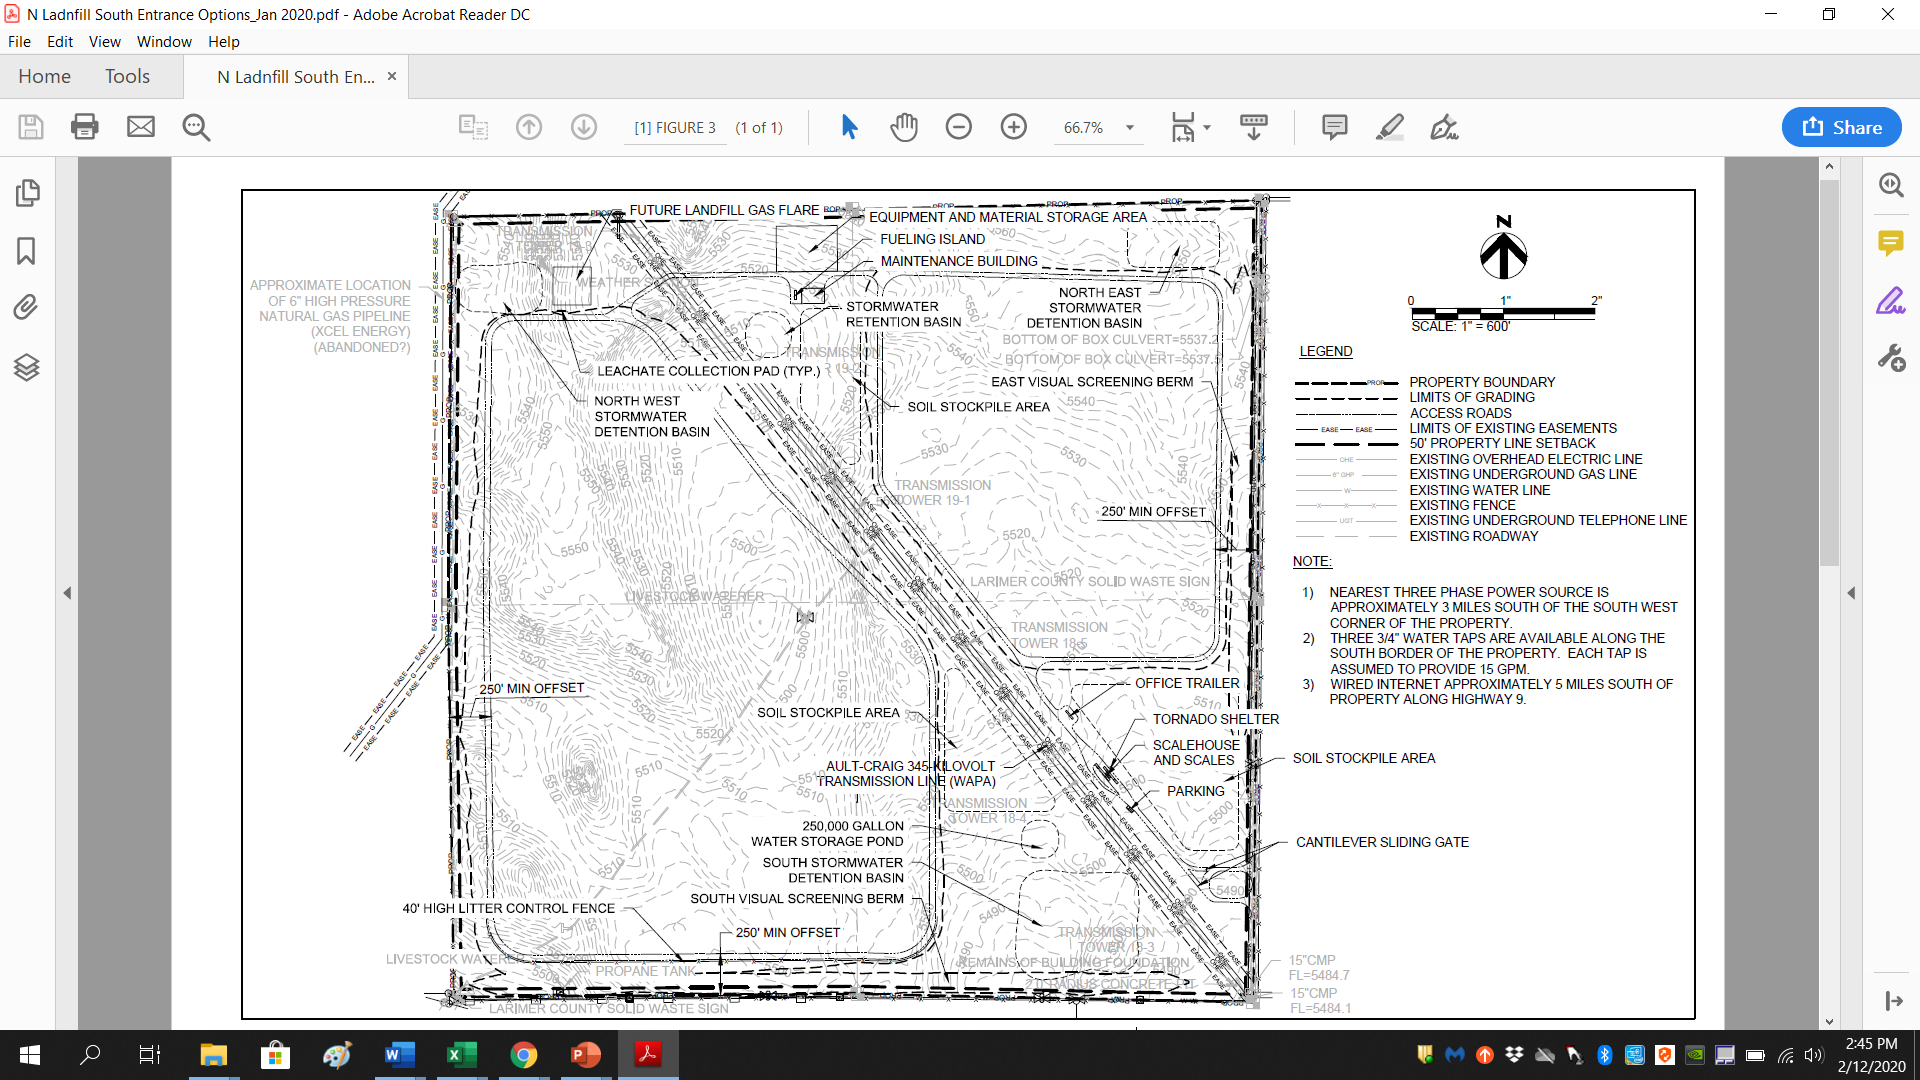 N Ladnfill South Entrance Options_Jan 2020.pdf - Adobe Acrobat Reader DC
File Edit View Window Help
Home Tools N Ladnfill South En... ×
[1] FIGURE 3 (1 of 1) 66.7% Share
FUTURE LANDFILL GAS FLARE
EQUIPMENT AND MATERIAL STORAGE AREA
FUELING ISLAND
MAINTENANCE BUILDING
APPROXIMATE LOCATION
OF 6" HIGH PRESSURE
NATURAL GAS PIPELINE
(XCEL ENERGY)
(ABANDONED?)
STORMWATER
RETENTION BASIN
NORTH EAST
STORMWATER
DETENTION BASIN
BOTTOM OF BOX CULVERT=5537.2
BOTTOM OF BOX CULVERT=5537.
LEACHATE COLLECTION PAD (TYP.)
EAST VISUAL SCREENING BERM
NORTH WEST
STORMWATER
DETENTION BASIN
SOIL STOCKPILE AREA
TRANSMISSION
TOWER 19-1
250' MIN OFFSET
LARIMER COUNTY SOLID WASTE SIGN
LIVESTOCK WATERER
TRANSMISSION
TOWER 18-5
250' MIN OFFSET
OFFICE TRAILER
SOIL STOCKPILE AREA
TORNADO SHELTER
SCALEHOUSE
AND SCALES
SOIL STOCKPILE AREA
AULT-CRAIG 345-KILOVOLT
TRANSMISSION LINE (WAPA)
PARKING
TRANSMISSION
TOWER 18-4
250,000 GALLON
WATER STORAGE POND
CANTILEVER SLIDING GATE
SOUTH STORMWATER
DETENTION BASIN
SOUTH VISUAL SCREENING BERM
40' HIGH LITTER CONTROL FENCE
250' MIN OFFSET
TRANSMISSION
LIVESTOCK WATERER
PROPANE TANK
REMAINS OF BUILDING FOUNDATION
15"CMP
FL=5484.7
15"CMP
FL=5484.1
LARIMER COUNTY SOLID WASTE SIGN
N
0 1" 2"
SCALE: 1" = 600'
LEGEND
PROP PROPERTY BOUNDARY
LIMITS OF GRADING
ACCESS ROADS
EASE EASE LIMITS OF EXISTING EASEMENTS
50' PROPERTY LINE SETBACK
OHE EXISTING OVERHEAD ELECTRIC LINE
6" GHP EXISTING UNDERGROUND GAS LINE
W EXISTING WATER LINE
X X X EXISTING FENCE
UGT EXISTING UNDERGROUND TELEPHONE LINE
EXISTING ROADWAY
NOTE:
1) NEAREST THREE PHASE POWER SOURCE IS
APPROXIMATELY 3 MILES SOUTH OF THE SOUTH WEST
CORNER OF THE PROPERTY.
2) THREE 3/4" WATER TAPS ARE AVAILABLE ALONG THE
SOUTH BORDER OF THE PROPERTY. EACH TAP IS
ASSUMED TO PROVIDE 15 GPM.
3) WIRED INTERNET APPROXIMATELY 5 MILES SOUTH OF
PROPERTY ALONG HIGHWAY 9.
2:45 PM
2/12/2020